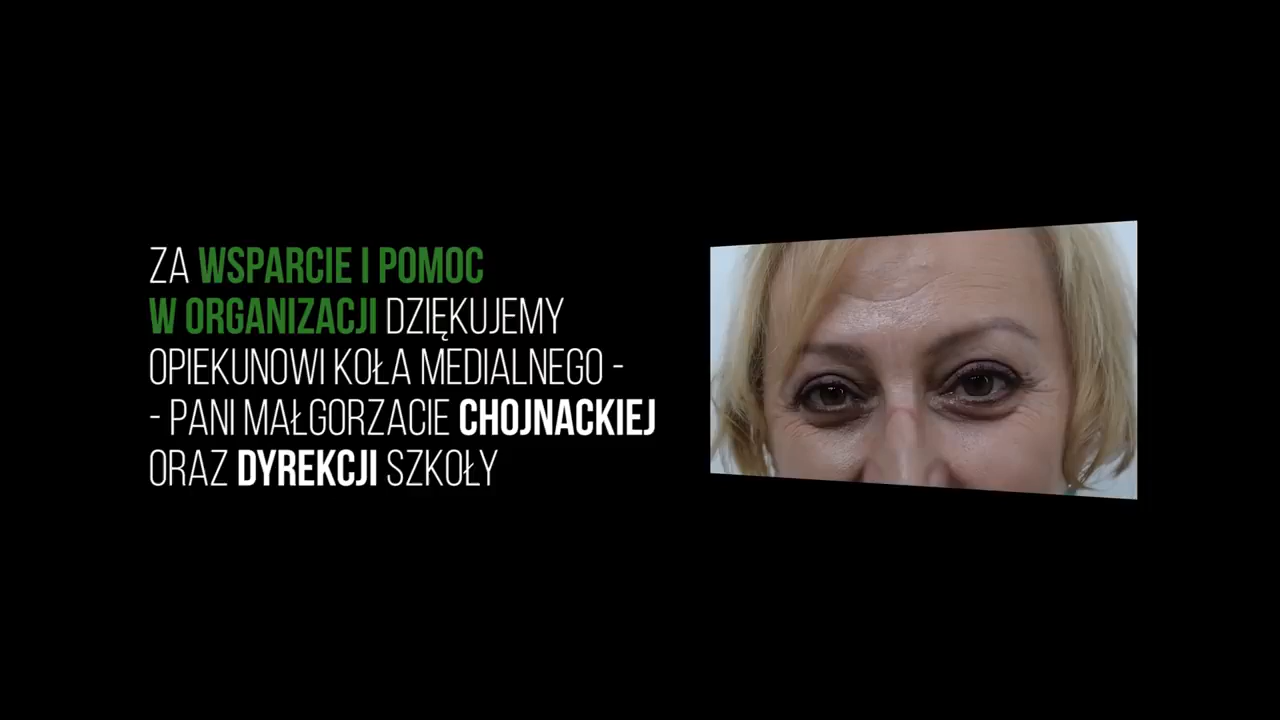 ZA WSPARCIE I POMOC
W ORGANIZACJI DZIĘKUJEMY
OPIEKUNOWI KOŁA MEDIALNEGO -
- PANI MAŁGORZACIE CHOJNACKIEJ
ORAZ DYREKCJI SZKOŁY